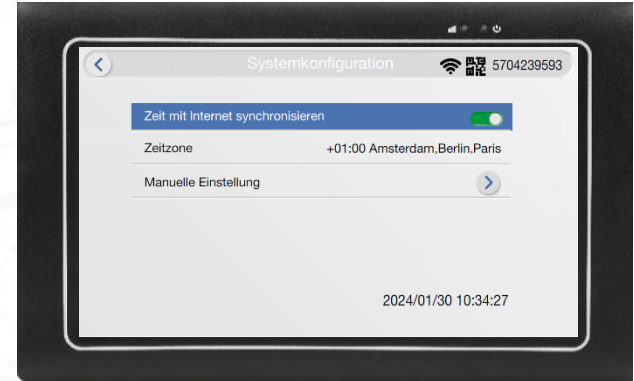 Systemkonfiguration
5704239593
Zeit mit Internet synchronisieren
Zeitzone +01:00 Amsterdam,Berlin,Paris
Manuelle Einstellung
2024/01/30 10:34:27